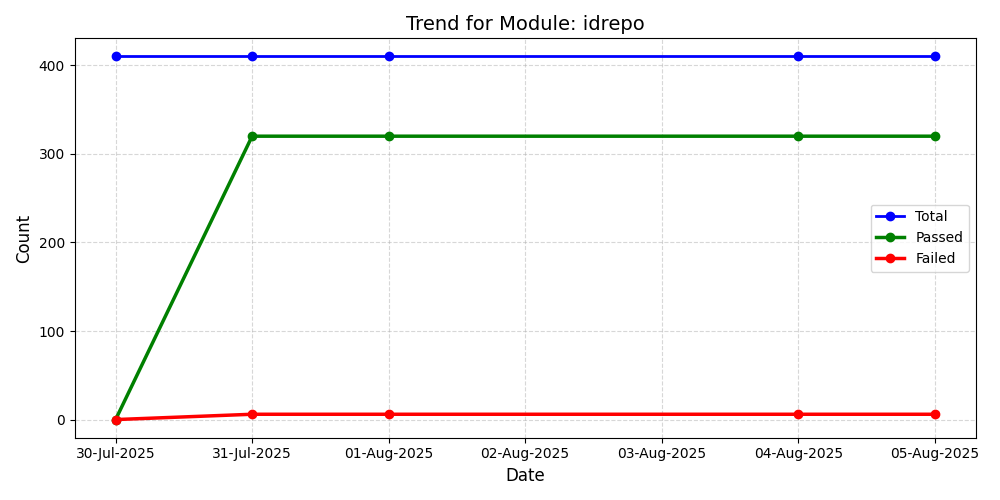 Trend for Module: idrepo
Count
400
300
200
100
0
Total
Passed
Failed
30-Jul-2025
31-Jul-2025
01-Aug-2025
02-Aug-2025
03-Aug-2025
04-Aug-2025
05-Aug-2025
Date